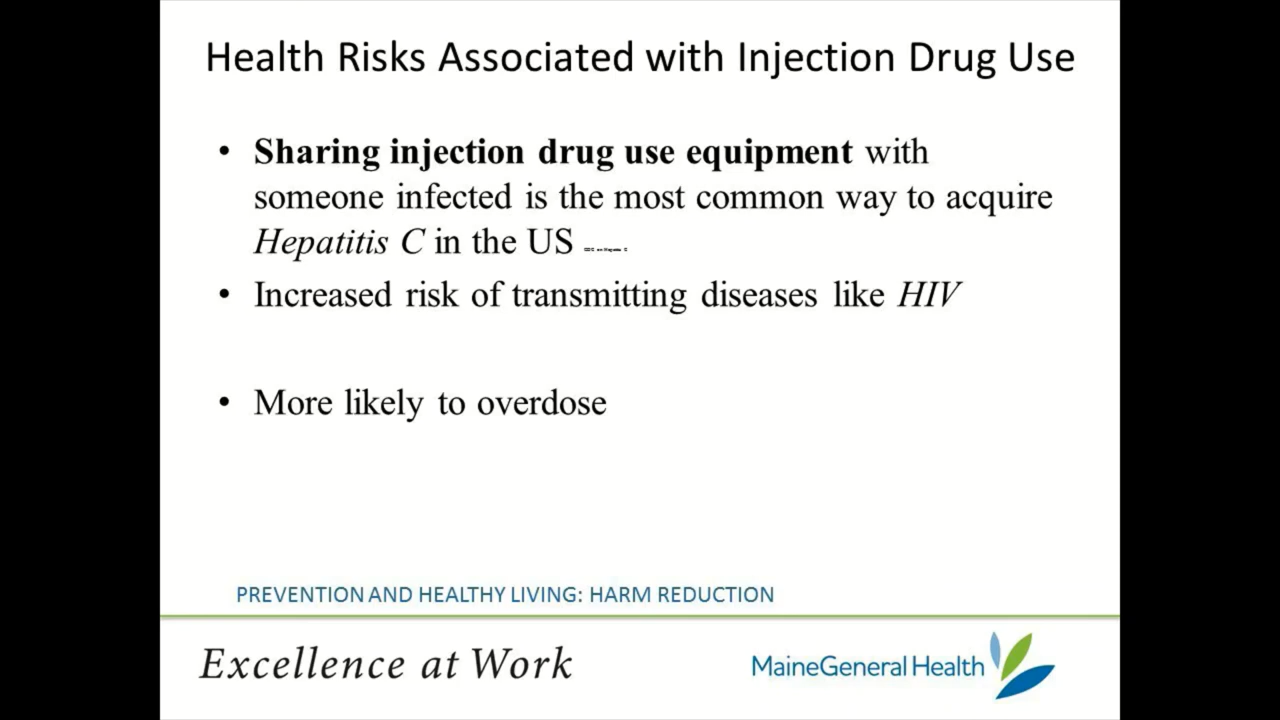 Health Risks Associated with Injection Drug Use
• Sharing injection drug use equipment with
someone infected is the most common way to acquire
Hepatitis C in the US
• Increased risk of transmitting diseases like HIV
• More likely to overdose
PREVENTION AND HEALTHY LIVING: HARM REDUCTION
Excellence at Work
MaineGeneral Health